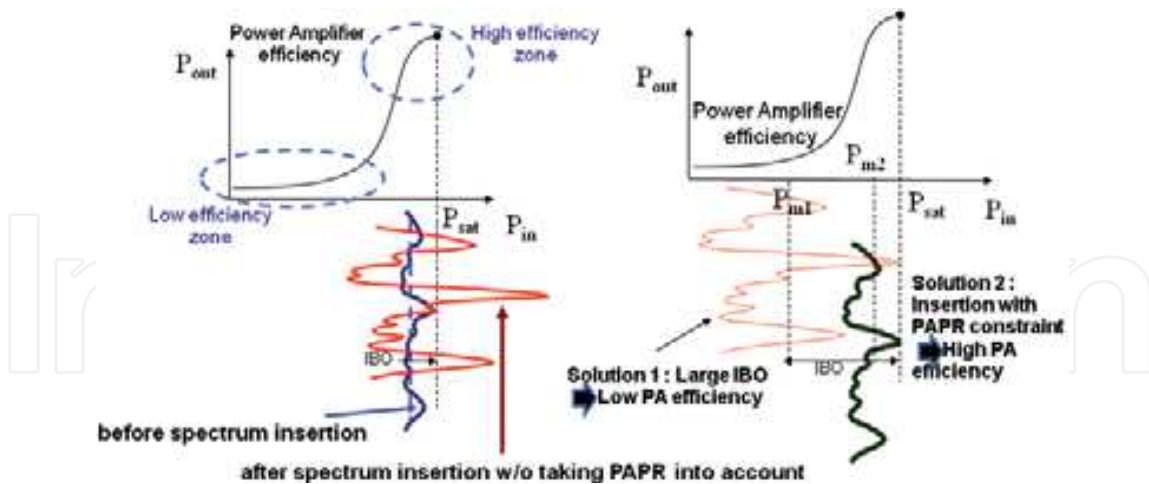 Power Amplifier
efficiency
High efficiency
zone
Pout
Low efficiency
zone
Psat
Pin
IBO
before spectrum insertion
after spectrum insertion w/o taking PAPR into account
Pout
Power Amplifier
efficiency
Pm2
Pm1
Psat
Pin
Solution 2 :
Insertion with
PAPR constraint
High PA
efficiency
IBO
Solution 1 : Large IBO
Low PA efficiency